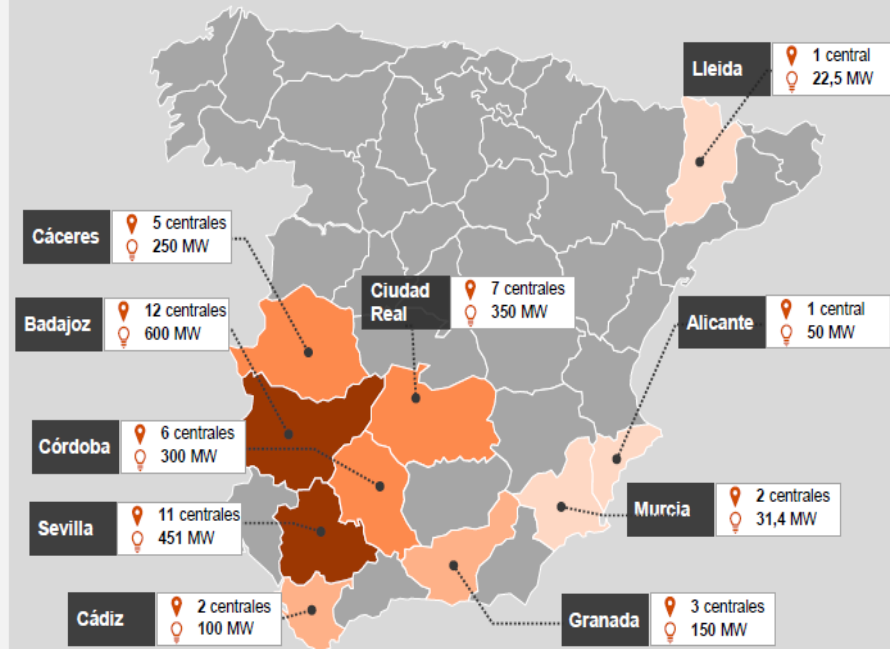 Lleida
1 central
22,5 MW
Cáceres
5 centrales
250 MW
Badajoz
12 centrales
600 MW
Ciudad
Real
7 centrales
350 MW
Alicante
1 central
50 MW
Córdoba
6 centrales
300 MW
Sevilla
11 centrales
451 MW
Murcia
2 centrales
31,4 MW
Cádiz
2 centrales
100 MW
Granada
3 centrales
150 MW